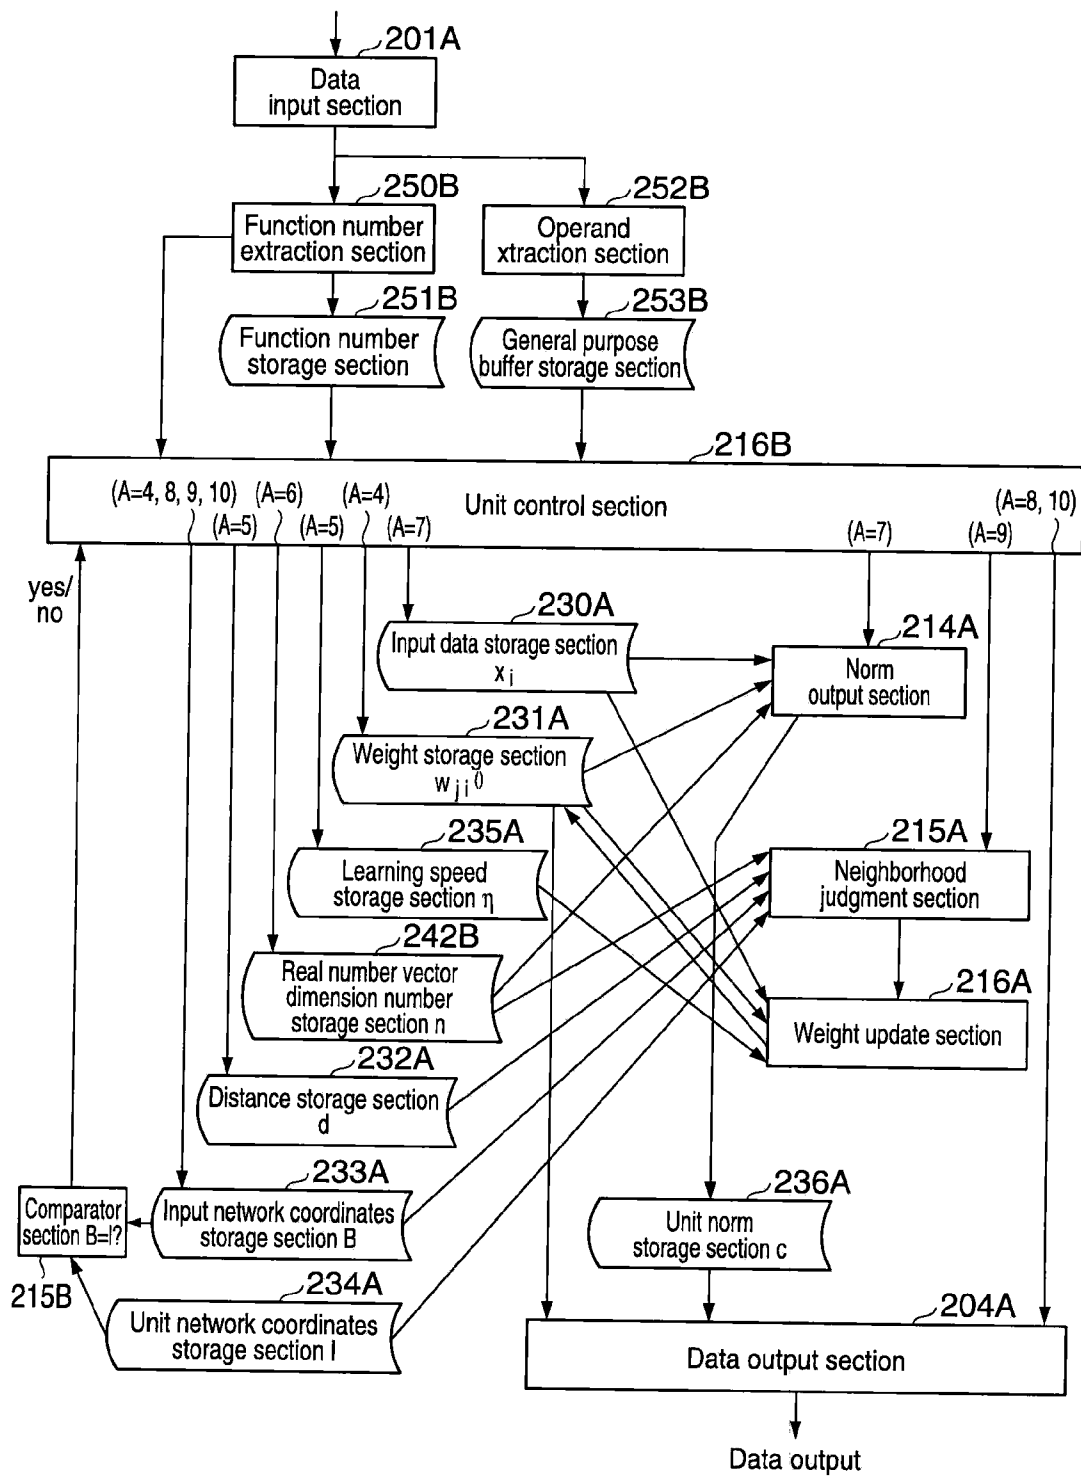 201A
Data
input section
250B
252B
Function number
extraction section
Operand
xtraction section
251B
253B
Function number
storage section
General purpose
buffer storage section
216B
(A=4, 8, 9, 10)
(A=6)
(A=4)
Unit control section
(A=8, 10)
(A=5)
(A=5)
(A=7)
(A=7)
(A=9)
yes/
no
230A
Input data storage section
x i
214A
Norm
output section
231A
Weight storage section
w j i ()
235A
Learning speed
storage section η
215A
Neighborhood
judgment section
242B
Real number vector
dimension number
storage section n
216A
Weight update section
232A
Distance storage section
d
233A
Input network coordinates
storage section B
Comparator
section B=I?
215B
236A
Unit norm
storage section c
234A
Unit network coordinates
storage section I
204A
Data output section
Data output